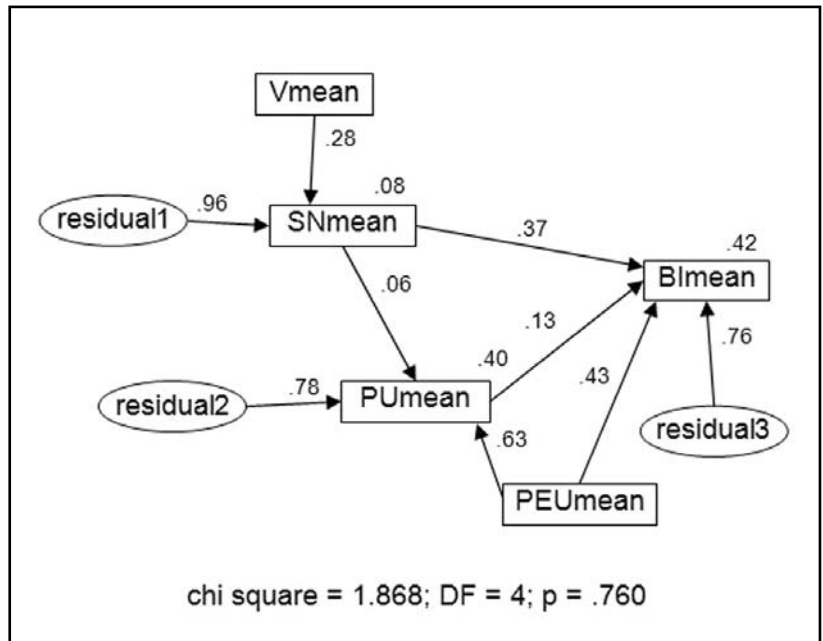 Vmean
.28
.08
.96
residual1
SNmean
.37
.42
BImean
.06
.13
.76
.40
.43
.78
residual2
PUmean
residual3
.63
PEUmean
chi square = 1.868; DF = 4; p = .760